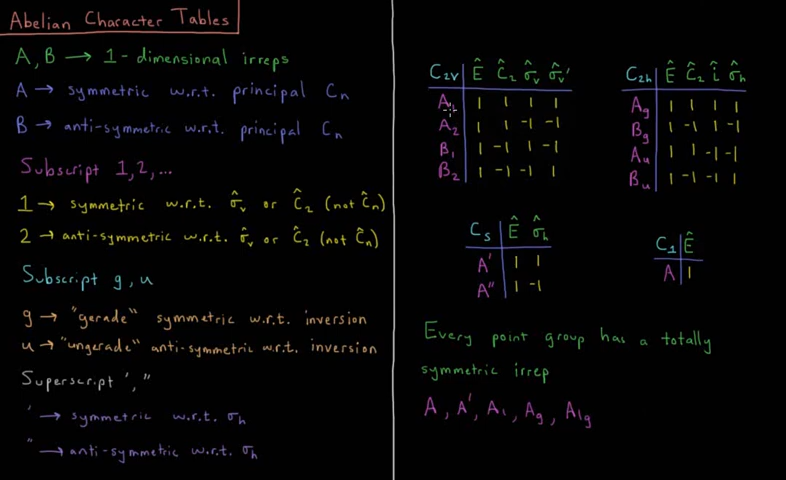 Abelian Character Tables
A, B → 1-dimensional irreps
A → symmetric w.r.t. principal Cn
B → anti-symmetric w.r.t. principal Cn
Subscript 1,2,...
1 → symmetric w.r.t. σ̂v or Ĉ2 (not Ĉn)
2 → anti-symmetric w.r.t. σ̂v or Ĉ2 (not Ĉn)
Subscript g, u
g → "gerade" symmetric w.r.t. inversion
u → "ungerade" anti-symmetric w.r.t. inversion
Superscript ',"
' → symmetric w.r.t. σh
" → anti-symmetric w.r.t. σh
C2v Ê Ĉ2 σ̂v σ̂v'
A1 1 1 1 1
A2 1 1 -1 -1
B1 1 -1 1 -1
B2 1 -1 -1 1
C2h Ê Ĉ2 î σ̂h
Ag 1 1 1 1
Bg 1 -1 1 -1
Au 1 1 -1 -1
Bu 1 -1 -1 1
Cs Ê σ̂h
A' 1 1
A" 1 -1
C1 Ê
A 1
Every point group has a totally
symmetric irrep
A, A', A1, Ag, A1g